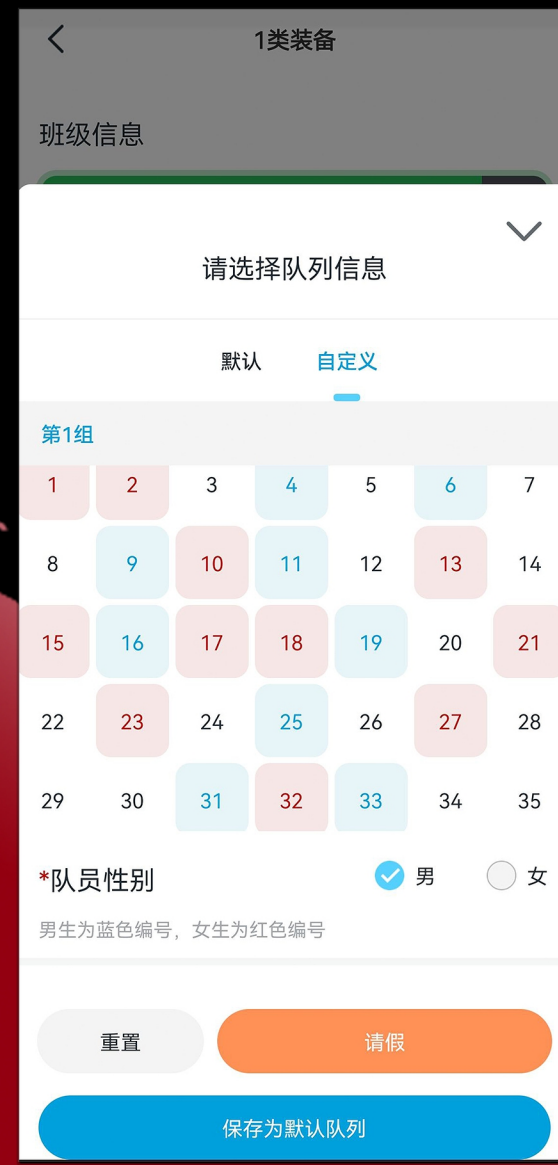 1类装备
班级信息
请选择队列信息
默认 自定义
第1组
1 2 3 4 5 6 7
8 9 10 11 12 13 14
15 16 17 18 19 20 21
22 23 24 25 26 27 28
29 30 31 32 33 34 35
*队员性别 男 女
男生为蓝色编号，女生为红色编号
重置 请假
保存为默认队列